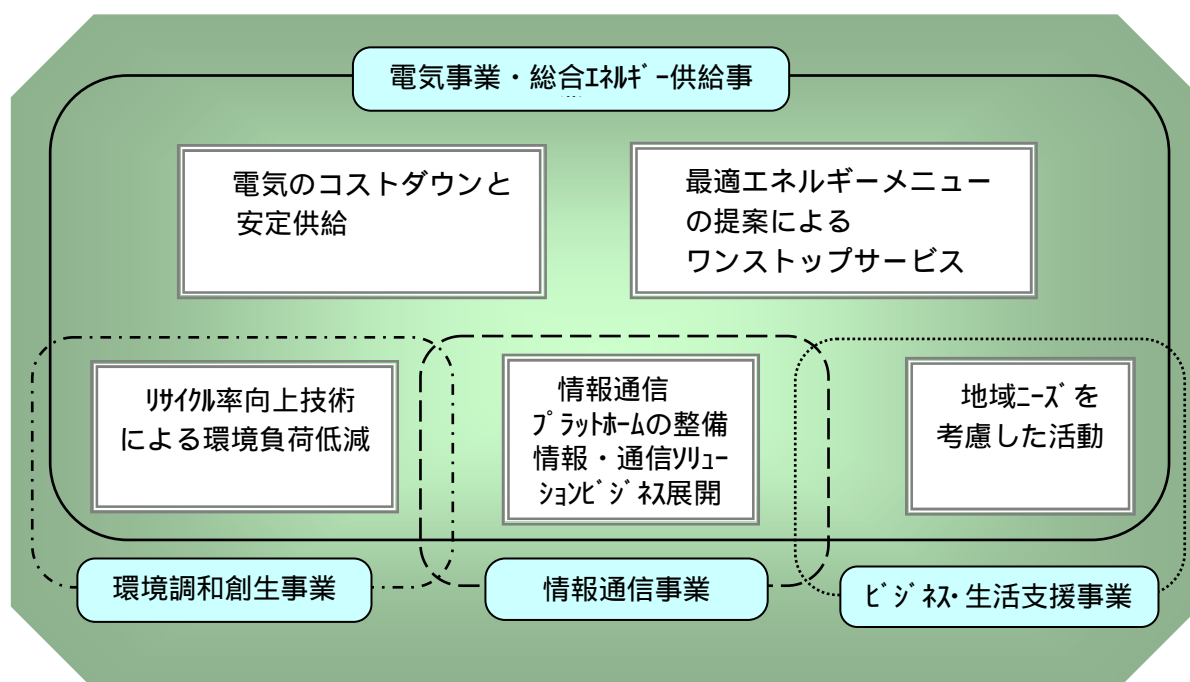 電気事業・総合ｴﾈﾙｷﾞｰ供給事
電気のコストダウンと
安定供給
最適エネルギーメニュー
の提案による
ワンストップサービス
ﾘｻｲｸﾙ率向上技術
による環境負荷低減
情報通信
ﾌﾟﾗｯﾄﾎｰﾑの整備
情報・通信ｿﾘｭｰ
ｼｮﾝﾋﾞｼﾞﾈｽ展開
地域ﾆｰｽﾞを
考慮した活動
環境調和創生事業
情報通信事業
ﾋﾞｼﾞﾈｽ･生活支援事業